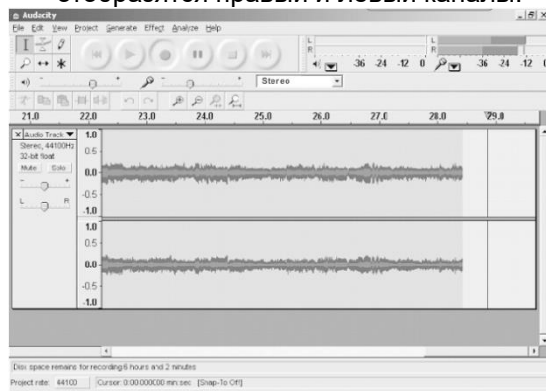 отобразятся правый и левый каналы.
Audacity
File Edit View Project Generate Effect Analyze Help
L
R
L
R
-36 -24 -12 0
-36 -24 -12 0
Stereo
21.0 22.0 23.0 24.0 25.0 26.0 27.0 28.0 29.0
Audio Track
Stereo, 44100Hz
32-bit float
Mute Solo
- +
L R
1.0
0.5
0.0
-0.5
-1.0
1.0
0.5
0.0
-0.5
-1.0
Disk space remains for recording 6 hours and 2 minutes
Project rate: 44100 Cursor: 0:00.000000 min:sec [Snap-To Off]